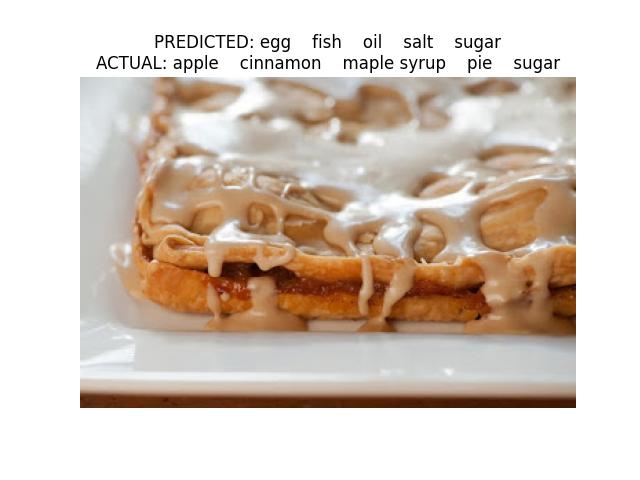 PREDICTED: egg    fish    oil    salt    sugar
ACTUAL: apple    cinnamon    maple syrup    pie    sugar